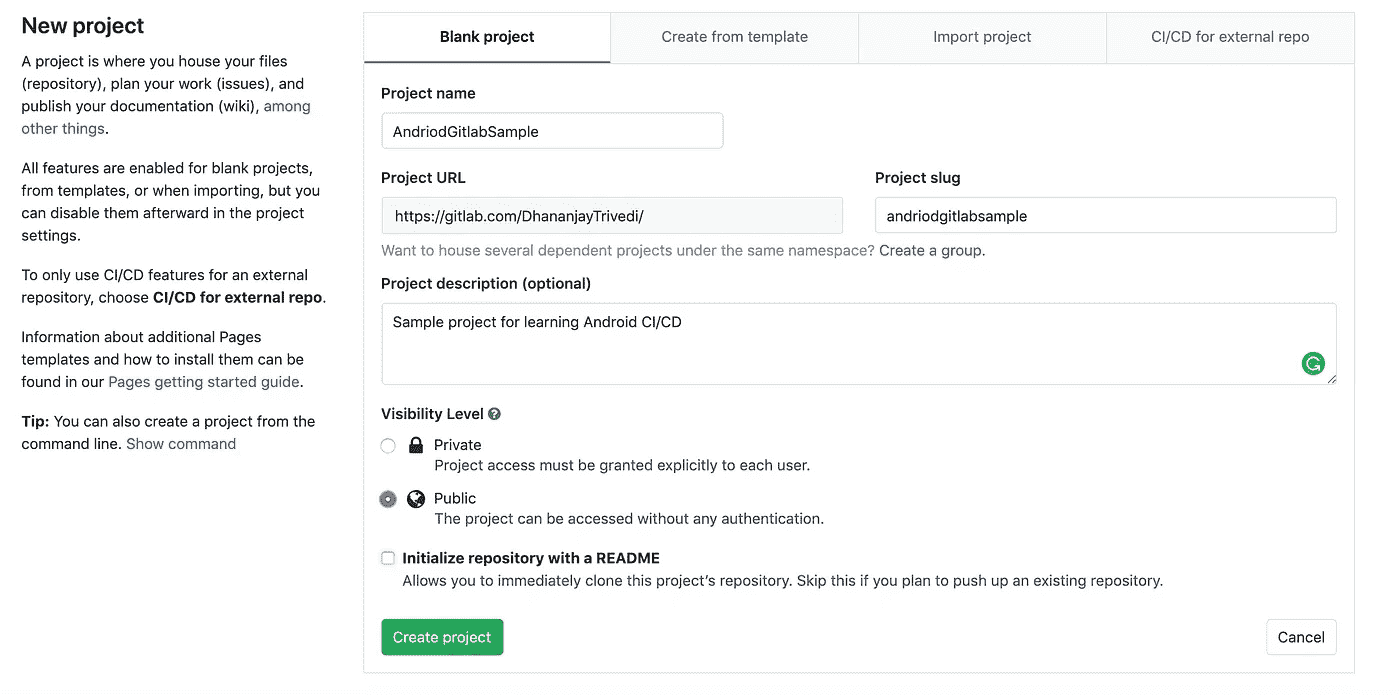 New project
A project is where you house your files
(repository), plan your work (issues), and
publish your documentation (wiki), among
other things.
All features are enabled for blank projects,
from templates, or when importing, but you
can disable them afterward in the project
settings.
To only use CI/CD features for an external
repository, choose CI/CD for external repo.
Information about additional Pages
templates and how to install them can be
found in our Pages getting started guide.
Tip: You can also create a project from the
command line. Show command
Blank project
Create from template
Import project
CI/CD for external repo
Project name
AndriodGitlabSample
Project URL
https://gitlab.com/DhananjayTrivedi/
Project slug
andriodgitlabsample
Want to house several dependent projects under the same namespace? Create a group.
Project description (optional)
Sample project for learning Android CI/CD
Visibility Level
Private
Project access must be granted explicitly to each user.
Public
The project can be accessed without any authentication.
Initialize repository with a README
Allows you to immediately clone this project's repository. Skip this if you plan to push up an existing repository.
Create project
Cancel